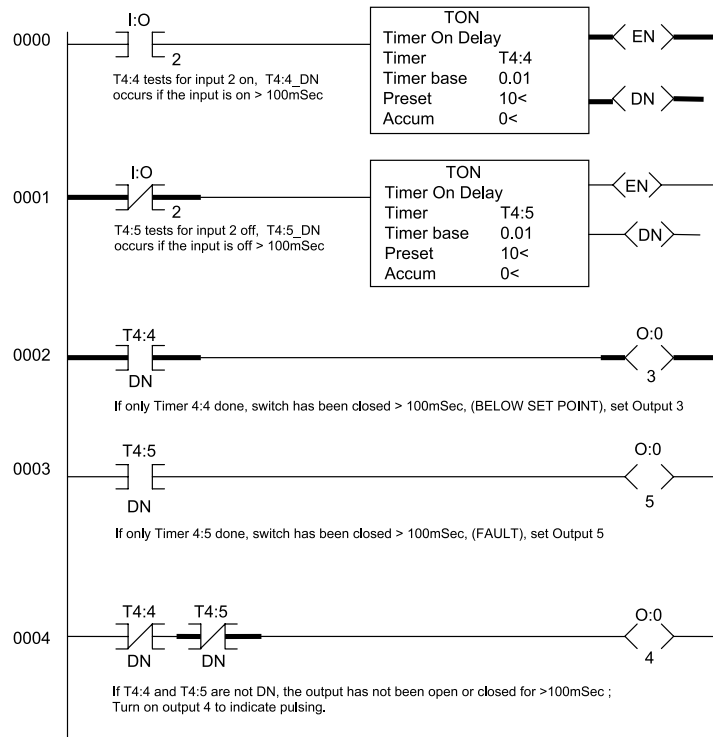 I:O
TON
0000
EN
Timer On Delay
2
Timer T4:4
T4:4 tests for input 2 on, T4:4_DN
Timer base 0.01
occurs if the input is on > 100mSec
Preset 10<
DN
Accum 0<
I:O
TON
0001
EN
Timer On Delay
2
Timer T4:5
T4:5 tests for input 2 off, T4:5_DN
Timer base 0.01
DN
occurs if the input is off > 100mSec
Preset 10<
Accum 0<
T4:4
O:0
0002
DN
3
If only Timer 4:4 done, switch has been closed > 100mSec, (BELOW SET POINT), set Output 3
T4:5
O:0
0003
DN
5
If only Timer 4:5 done, switch has been closed > 100mSec, (FAULT), set Output 5
T4:4 T4:5
O:0
0004
DN DN
4
If T4:4 and T4:5 are not DN, the output has not been open or closed for >100mSec ;
Turn on output 4 to indicate pulsing.